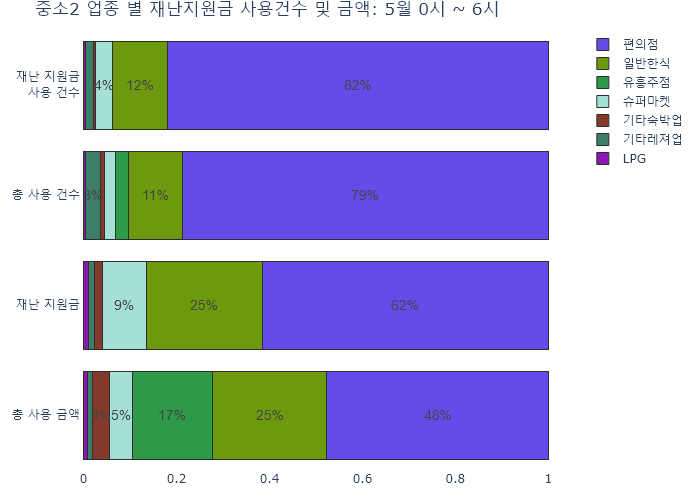 중소2 업종 별 재난지원금 사용건수 및 금액: 5월 0시 ~ 6시
재난 지원금
사용 건수
4%
12%
82%
총 사용 건수
3%
11%
79%
재난 지원금
9%
25%
62%
총 사용 금액
4%
5%
17%
25%
48%
0
0.2
0.4
0.6
0.8
1
편의점
일반한식
유흥주점
슈퍼마켓
기타숙박업
기타레져업
LPG